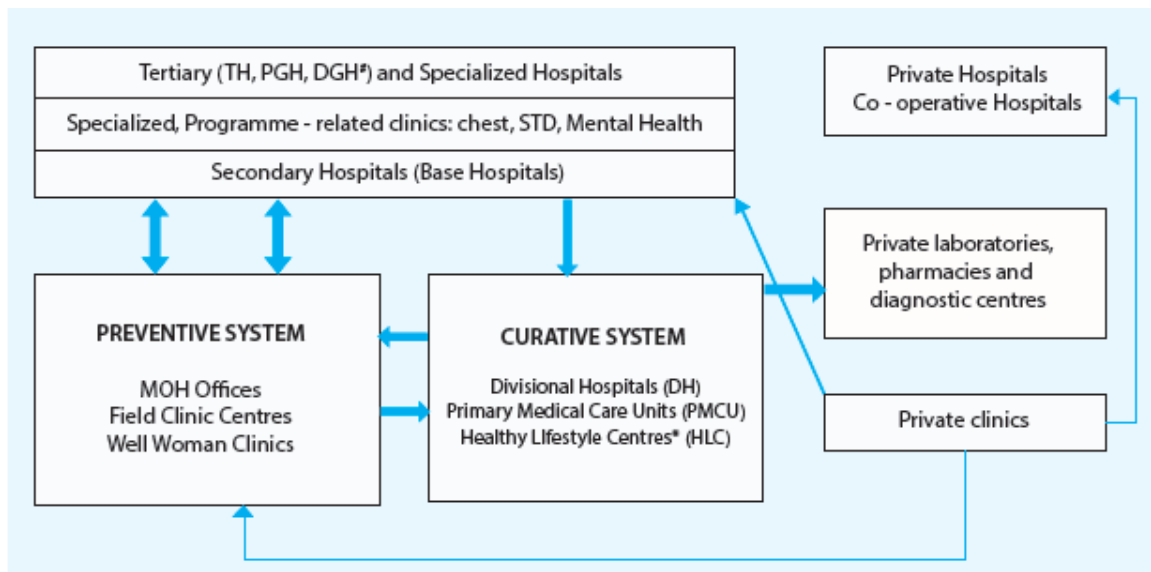 Tertiary (TH, PGH, DGH#) and Specialized Hospitals
Specialized, Programme - related clinics: chest, STD, Mental Health
Secondary Hospitals (Base Hospitals)
Private Hospitals
Co - operative Hospitals
Private laboratories,
pharmacies and
diagnostic centres
PREVENTIVE SYSTEM
MOH Offices
Field Clinic Centres
Well Woman Clinics
CURATIVE SYSTEM
Divisional Hospitals (DH)
Primary Medical Care Units (PMCU)
Healthy LIfestyle Centres* (HLC)
Private clinics